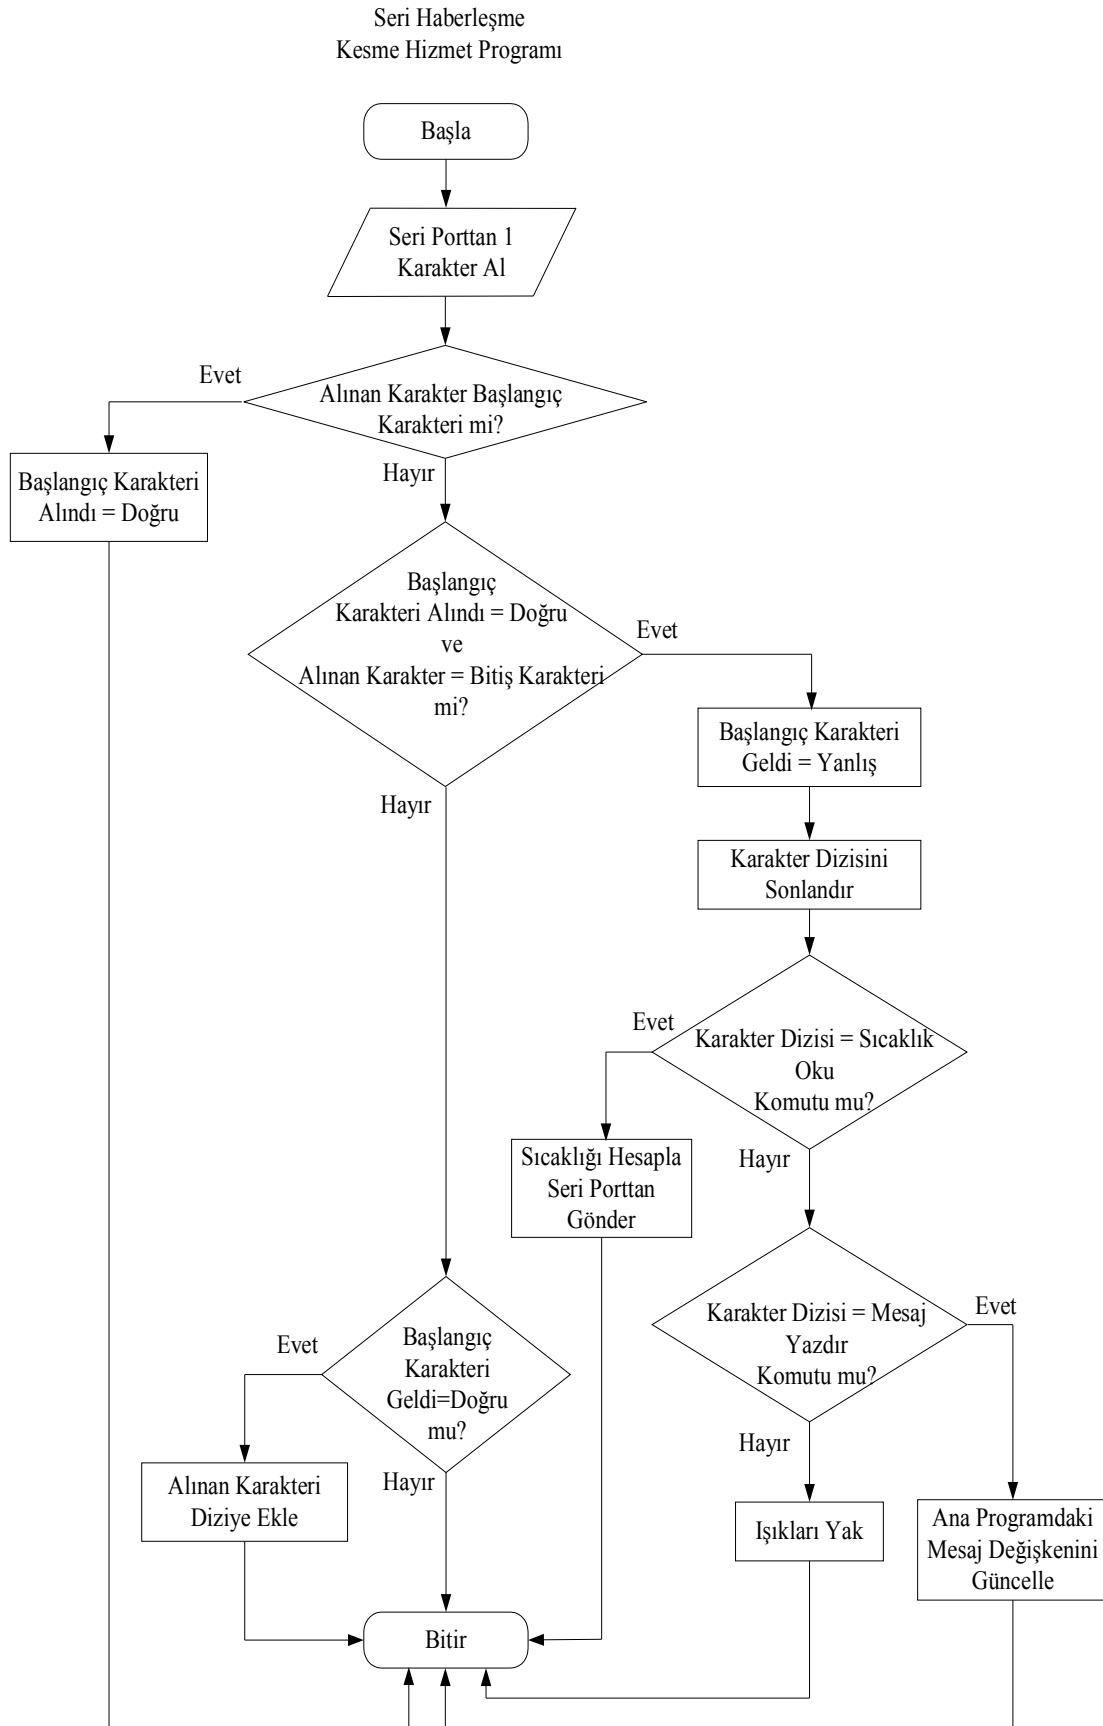 Seri Haberleşme
Kesme Hizmet Programı
Başla
Seri Porttan 1
Karakter Al
Evet
Alınan Karakter Başlangıç
Karakteri mi?
Hayır
Başlangıç Karakteri
Alındı = Doğru
Başlangıç
Karakteri Alındı = Doğru
ve
Alınan Karakter = Bitiş Karakteri
mi?
Evet
Hayır
Başlangıç Karakteri
Geldi = Yanlış
Karakter Dizisini
Sonlandır
Evet
Karakter Dizisi = Sıcaklık
Oku
Komutu mu?
Hayır
Sıcaklığı Hesapla
Seri Porttan
Gönder
Karakter Dizisi = Mesaj
Yazdır
Komutu mu?
Evet
Hayır
Evet
Başlangıç
Karakteri
Geldi=Doğru
mu?
Hayır
Alınan Karakteri
Diziye Ekle
Işıkları Yak
Ana Programdaki
Mesaj Değişkenini
Güncelle
Bitir